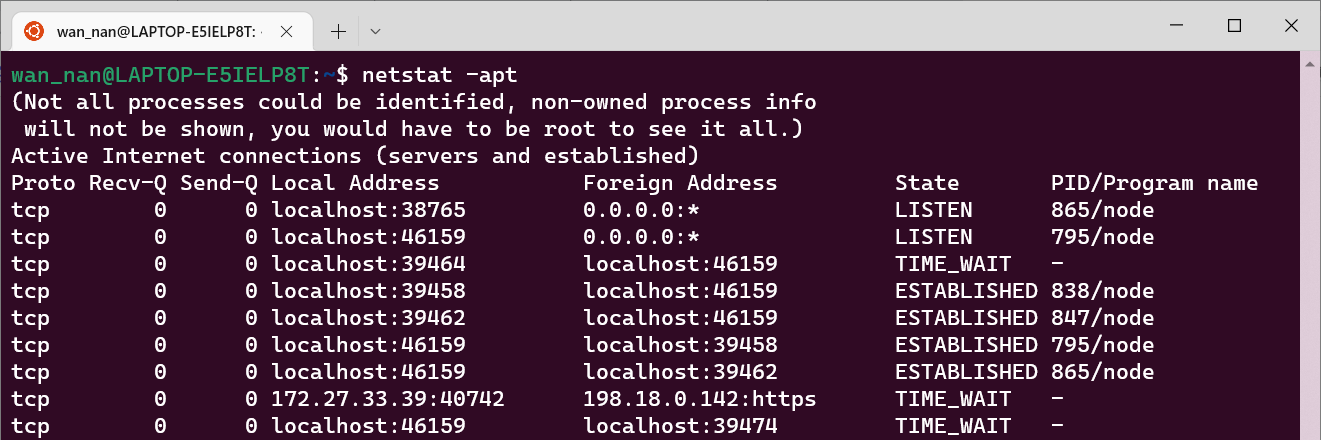 wan_nan@LAPTOP-E5IELP8T: ~
wan_nan@LAPTOP-E5IELP8T:~$ netstat -apt
(Not all processes could be identified, non-owned process info
 will not be shown, you would have to be root to see it all.)
Active Internet connections (servers and established)
Proto Recv-Q Send-Q Local Address           Foreign Address         State       PID/Program name
tcp        0      0 localhost:38765         0.0.0.0:*               LISTEN      865/node
tcp        0      0 localhost:46159         0.0.0.0:*               LISTEN      795/node
tcp        0      0 localhost:39464         localhost:46159         TIME_WAIT   -
tcp        0      0 localhost:39458         localhost:46159         ESTABLISHED 838/node
tcp        0      0 localhost:39462         localhost:46159         ESTABLISHED 847/node
tcp        0      0 localhost:46159         localhost:39458         ESTABLISHED 795/node
tcp        0      0 localhost:46159         localhost:39462         ESTABLISHED 865/node
tcp        0      0 172.27.33.39:40742      198.18.0.142:https      TIME_WAIT   -
tcp        0      0 localhost:46159         localhost:39474         TIME_WAIT   -